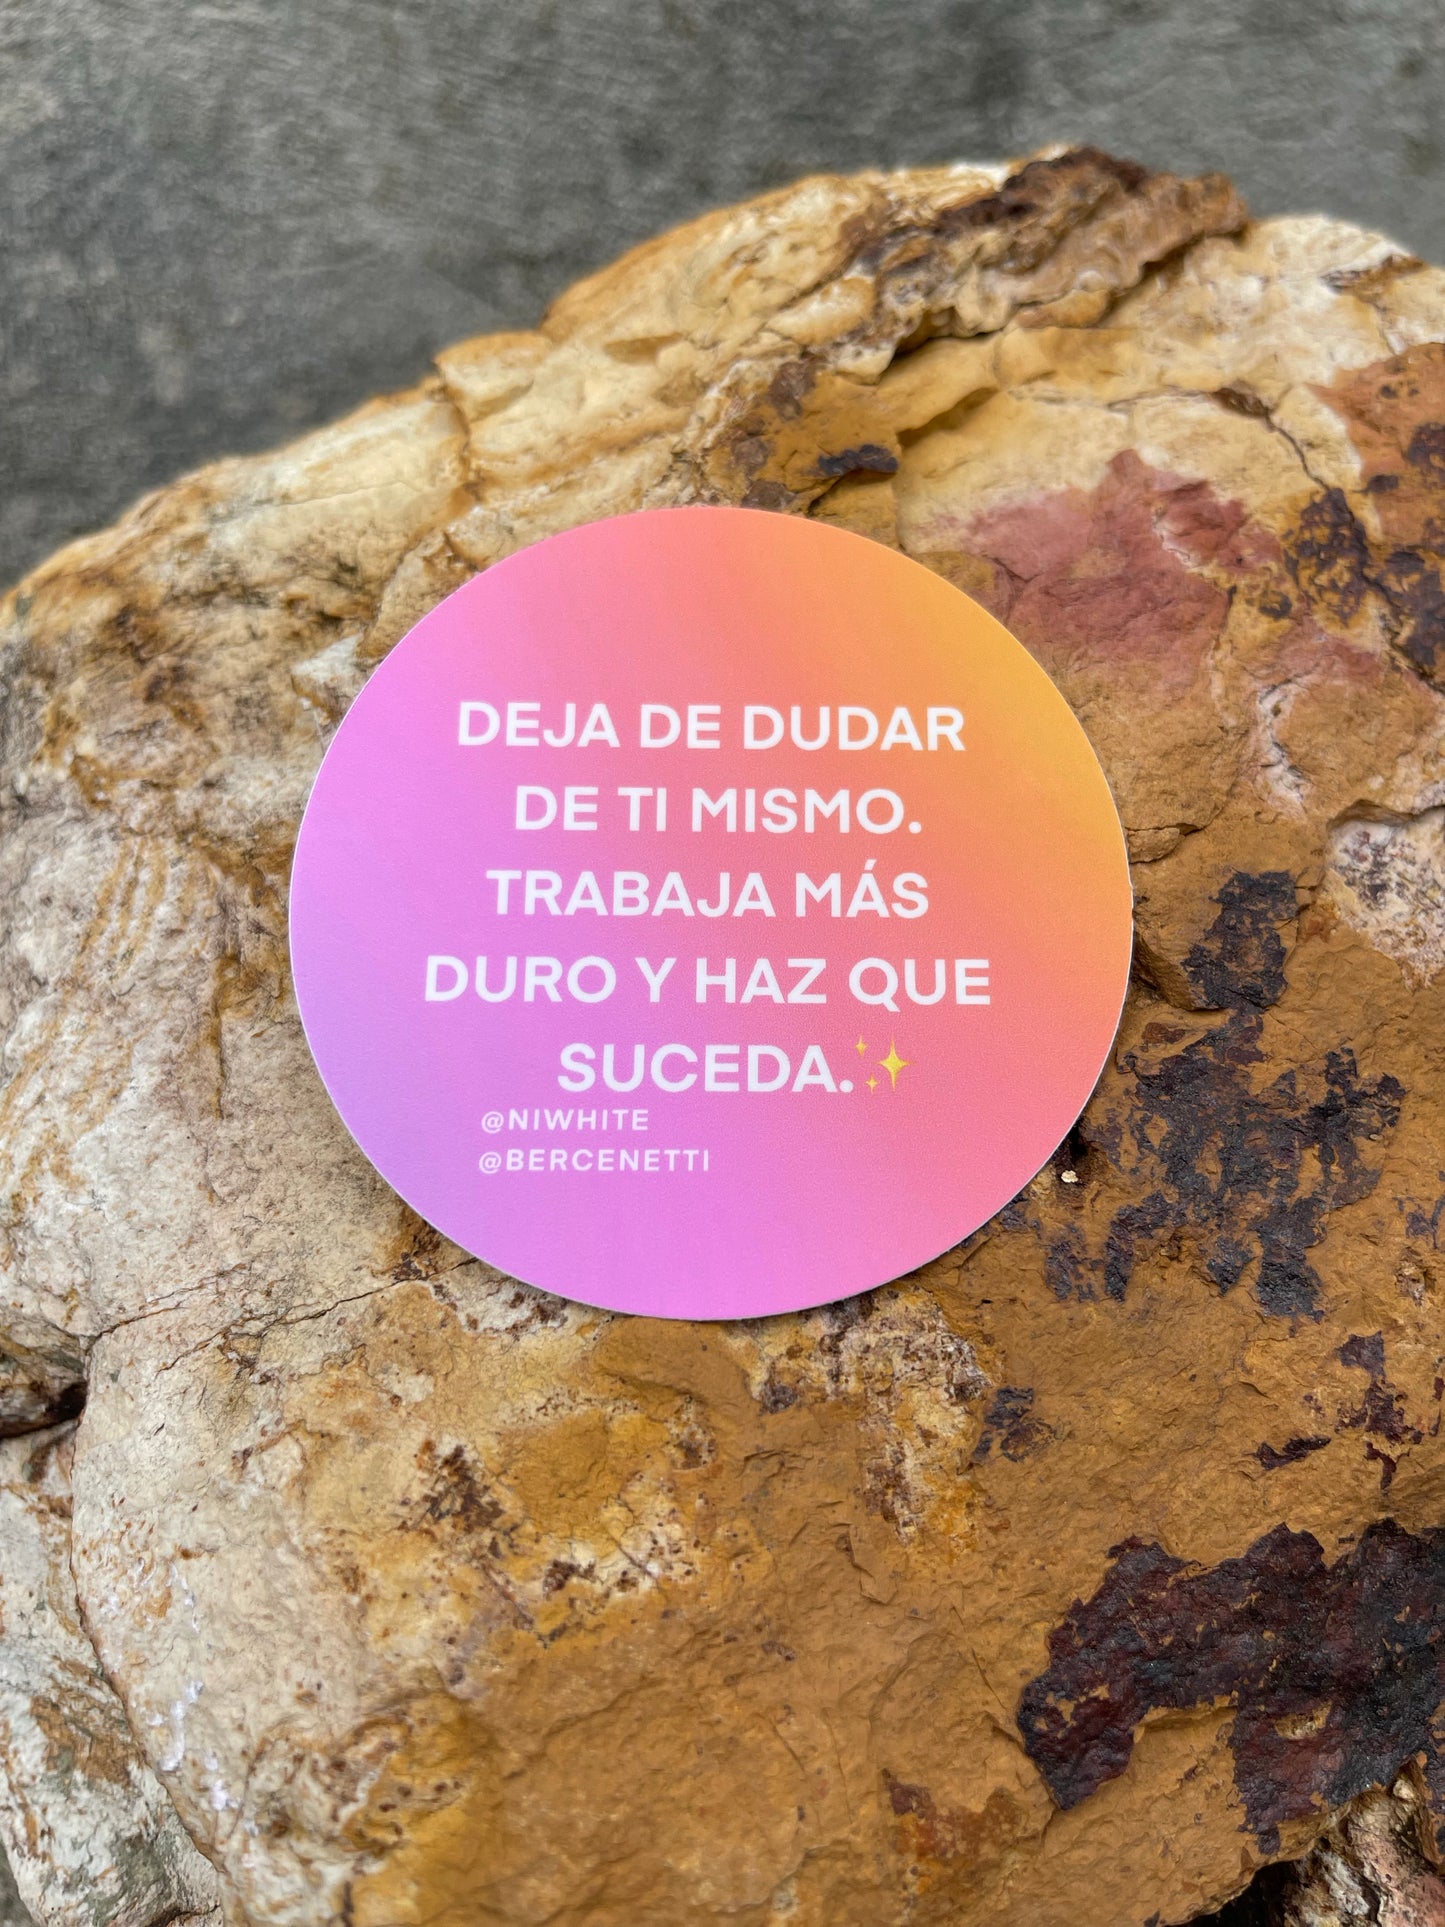 DEJA DE DUDAR
DE TI MISMO.
TRABAJA MÁS
DURO Y HAZ QUE
SUCEDA.✨
@NIWHITE
@BERCENETTI